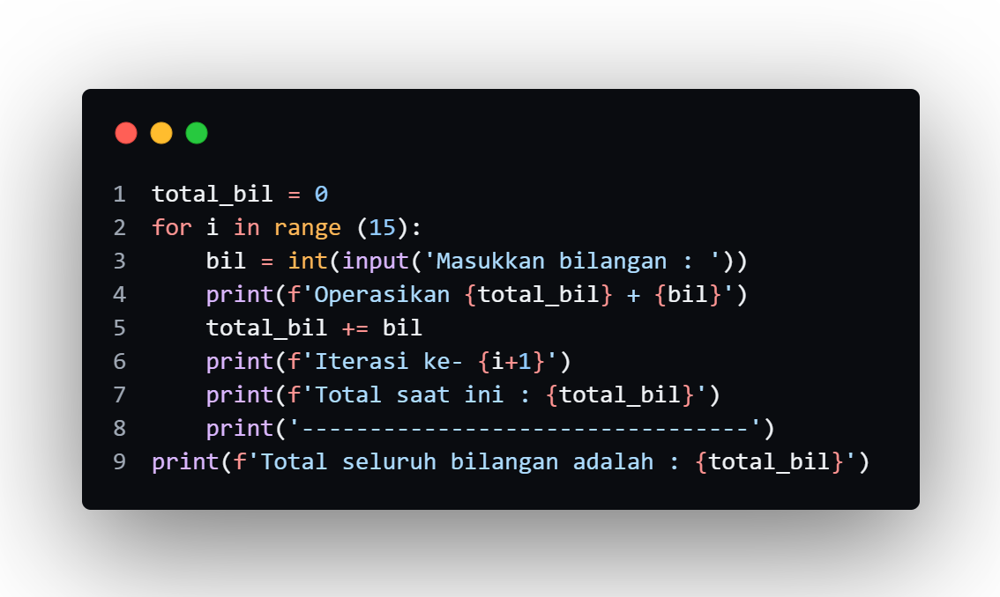 1 total_bil = 0
2 for i in range (15):
3     bil = int(input('Masukkan bilangan : '))
4     print(f'Operasikan {total_bil} + {bil}')
5     total_bil += bil
6     print(f'Iterasi ke- {i+1}')
7     print(f'Total saat ini : {total_bil}')
8     print('---------------------------------')
9 print(f'Total seluruh bilangan adalah : {total_bil}')